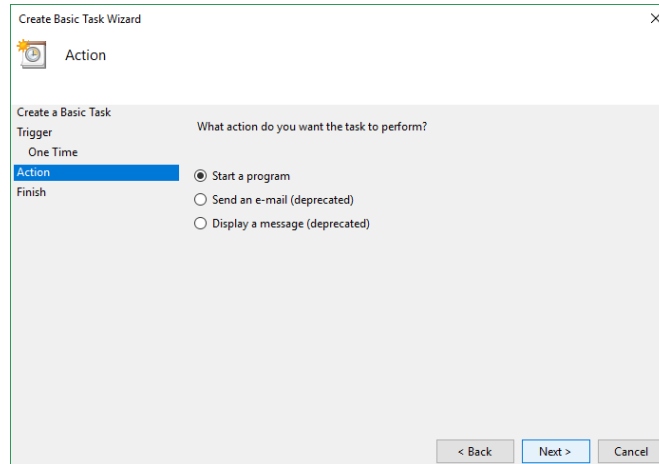 Create Basic Task Wizard
Action
Create a Basic Task
Trigger
One Time
Action
Finish
What action do you want the task to perform?
Start a program
Send an e-mail (deprecated)
Display a message (deprecated)
< Back
Next >
Cancel